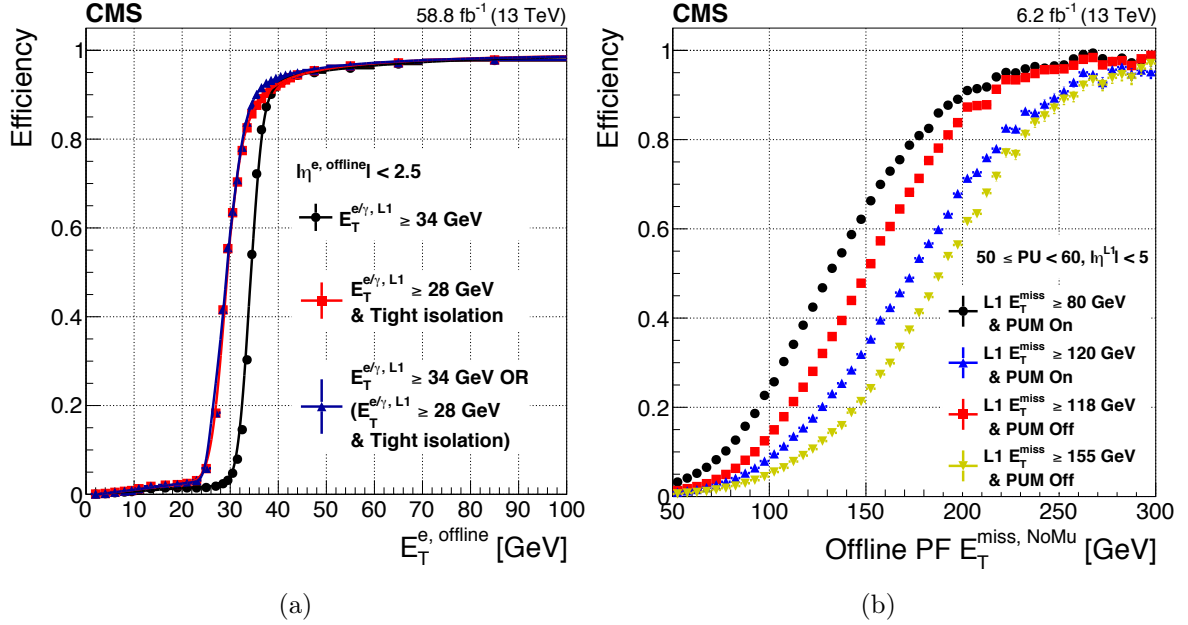 CMS
58.8 fb⁻¹ (13 TeV)
Efficiency
1
0.8
0.6
0.4
0.2
0
|η^{e, offline}| < 2.5
E_T^{e/γ, L1} ≥ 34 GeV
E_T^{e/γ, L1} ≥ 28 GeV
& Tight isolation
E_T^{e/γ, L1} ≥ 34 GeV OR
(E_T^{e/γ, L1} ≥ 28 GeV
& Tight isolation)
0 10 20 30 40 50 60 70 80 90 100
E_T^{e, offline} [GeV]
(a)
CMS
6.2 fb⁻¹ (13 TeV)
Efficiency
1
0.8
0.6
0.4
0.2
0
50 ≤ PU < 60, |η^{L1}| < 5
L1 E_T^{miss} ≥ 80 GeV
& PUM On
L1 E_T^{miss} ≥ 120 GeV
& PUM On
L1 E_T^{miss} ≥ 118 GeV
& PUM Off
L1 E_T^{miss} ≥ 155 GeV
& PUM Off
50 100 150 200 250 300
Offline PF E_T^{miss, NoMu} [GeV]
(b)